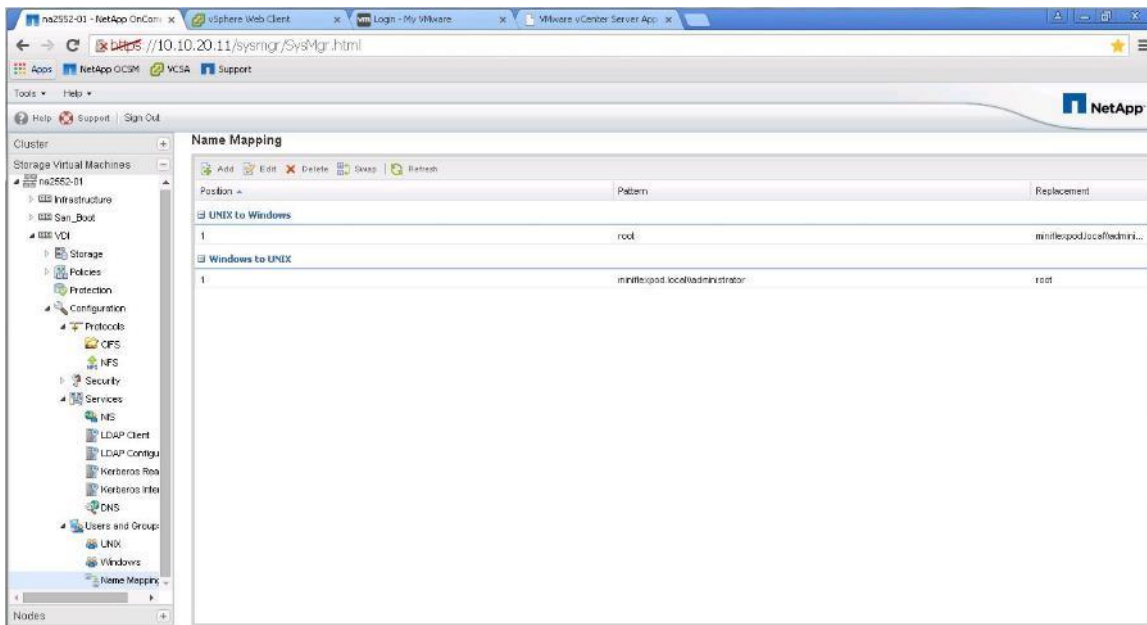 na2552-01 - NetApp OnCom
vSphere Web Client
vm Login - My VMware
VMware vCenter Server App
https://10.10.20.11/sysmgr/SysMgr.html
Apps NetApp OCSM VCSA Support
Tools Help
NetApp
Help Support Sign Out
Cluster
Name Mapping
Storage Virtual Machines
Add Edit Delete Swap Refresh
na2552-01
Position Pattern Replacement
Infrastructure
San_Boot
UNIX to Windows
VDI
1 root miniflexpod.local\\admini...
Storage
Windows to UNIX
Policies
1 miniflexpod.local\\administrator root
Protection
Configuration
Protocols
CIFS
NFS
Security
Services
NIS
LDAP Client
LDAP Configu
Kerberos Rea
Kerberos Inter
DNS
Users and Groups
UNIX
Windows
Name Mapping
Nodes